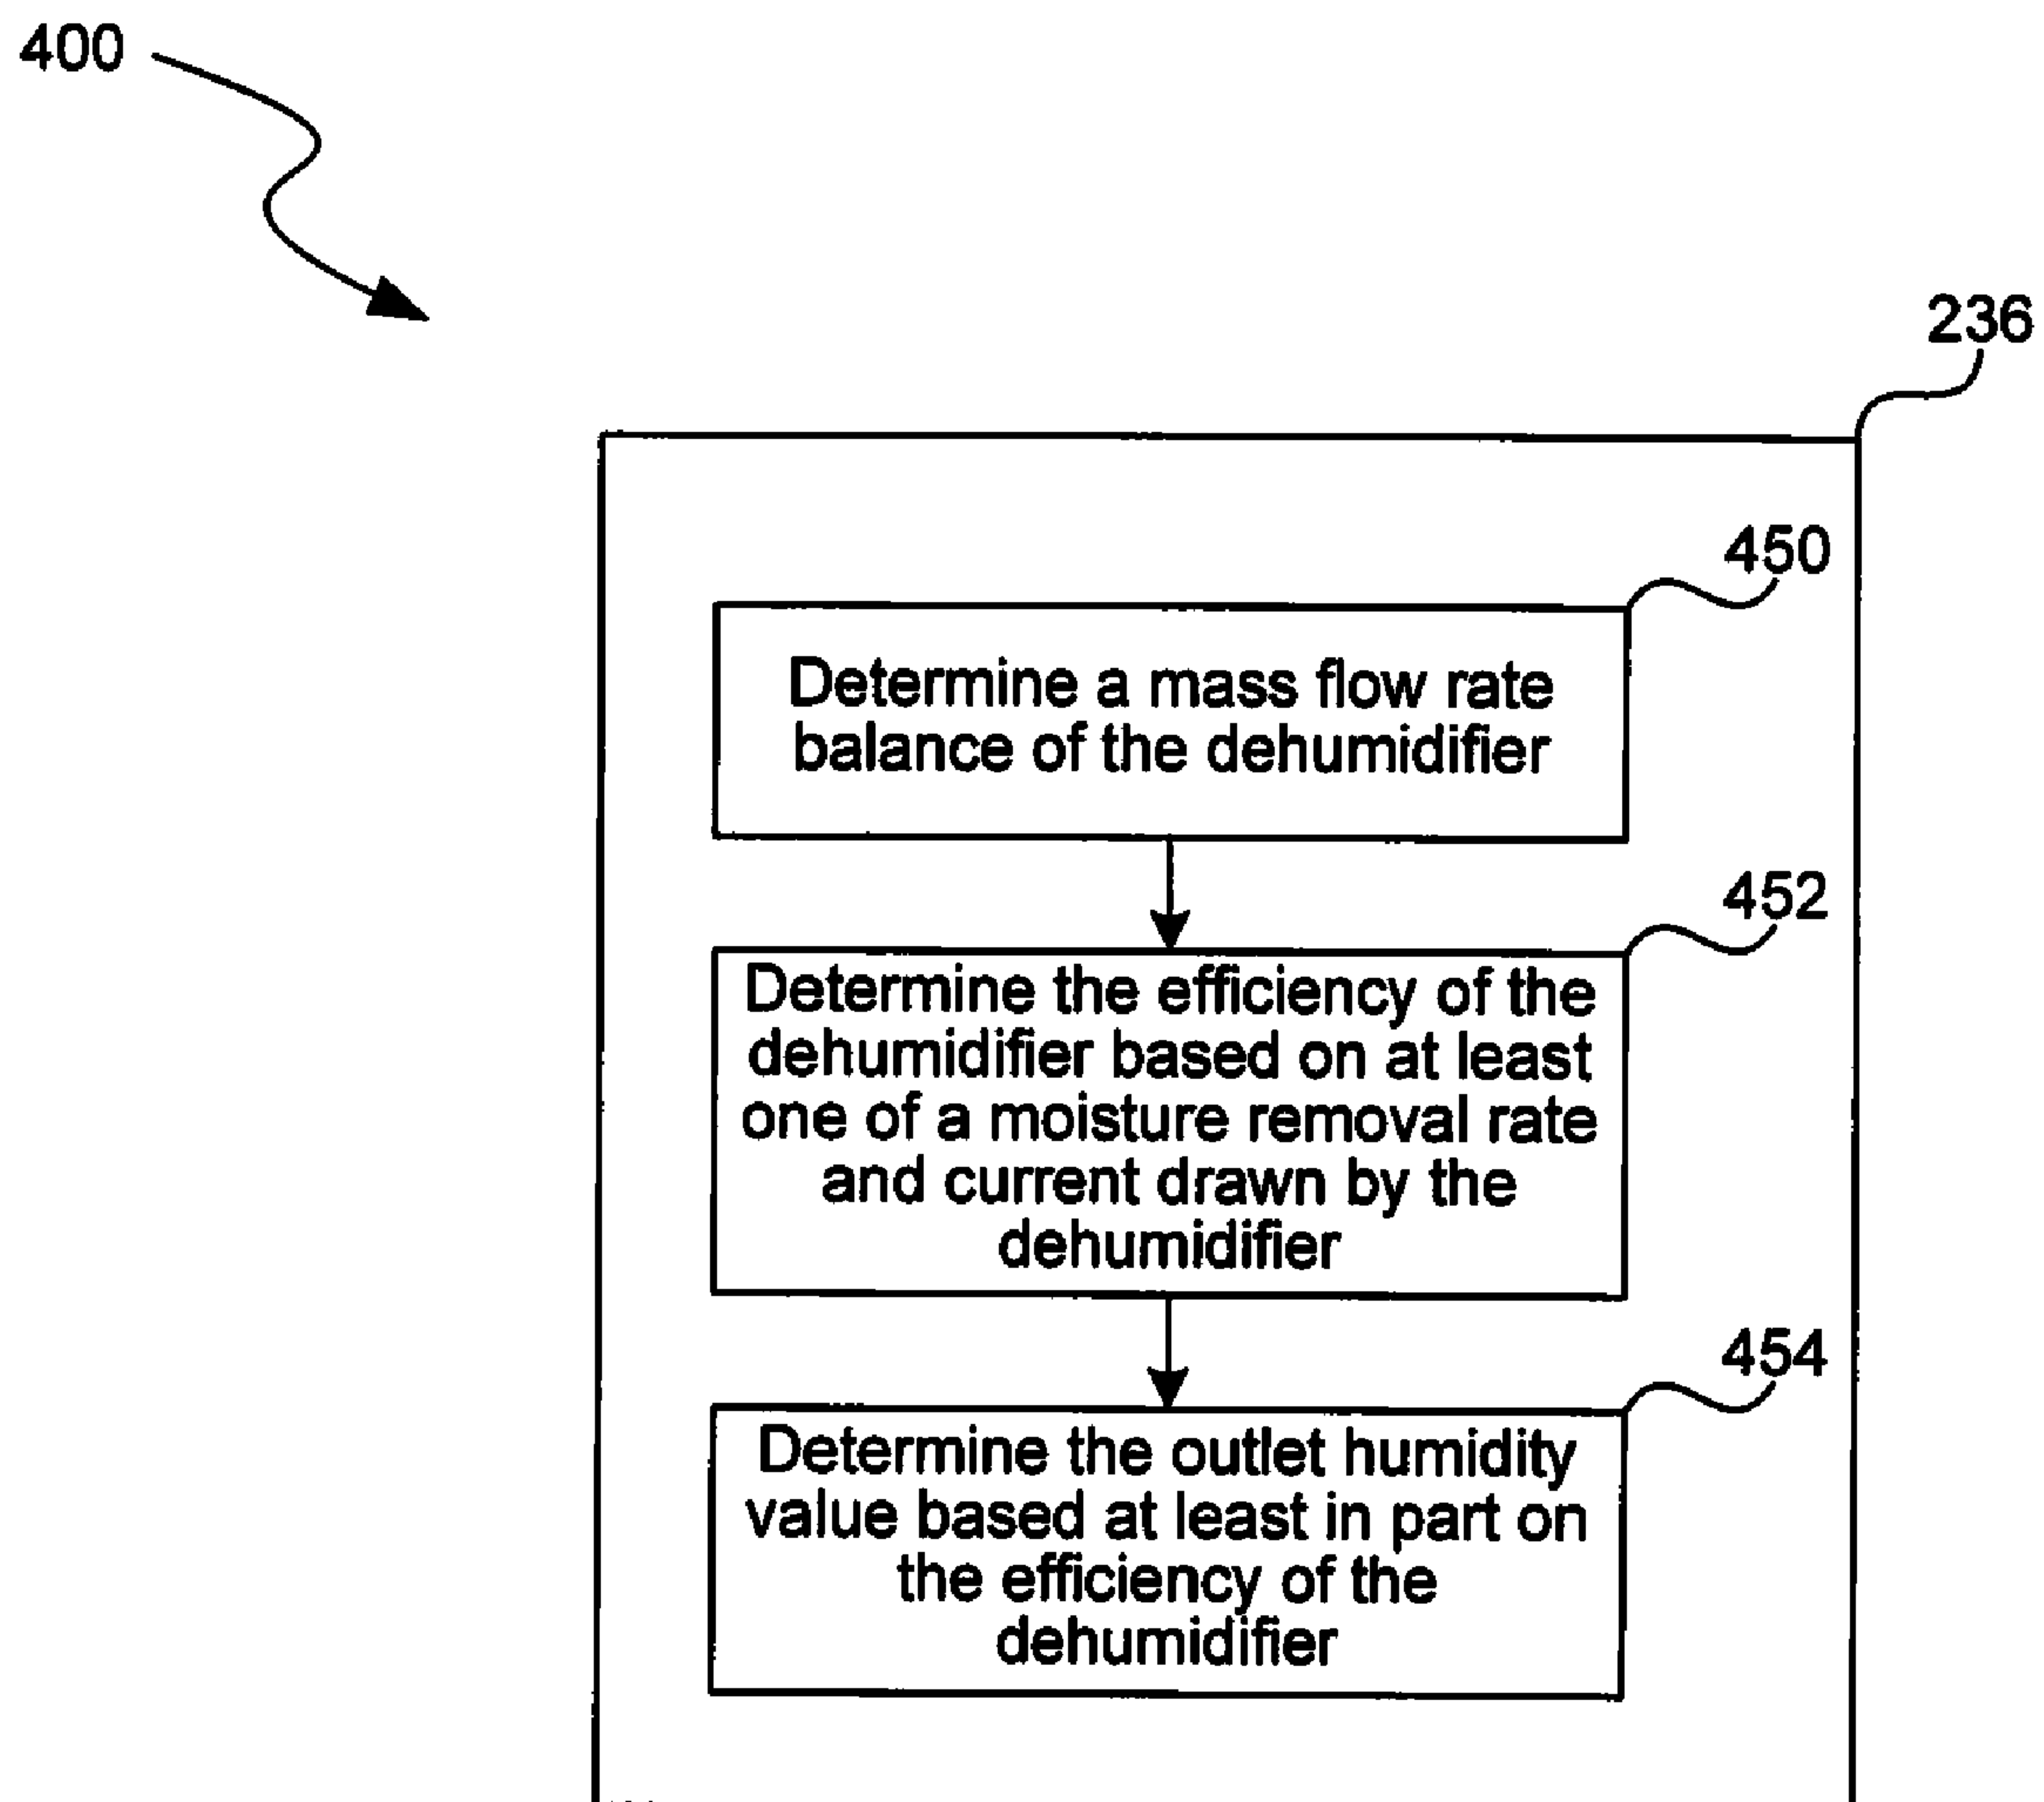 400
236
450
Determine a mass flow rate
balance of the dehumidifier
452
Determine the efficiency of the
dehumidifier based on at least
one of a moisture removal rate
and current drawn by the
dehumidifier
454
Determine the outlet humidity
value based at least in part on
the efficiency of the
dehumidifier